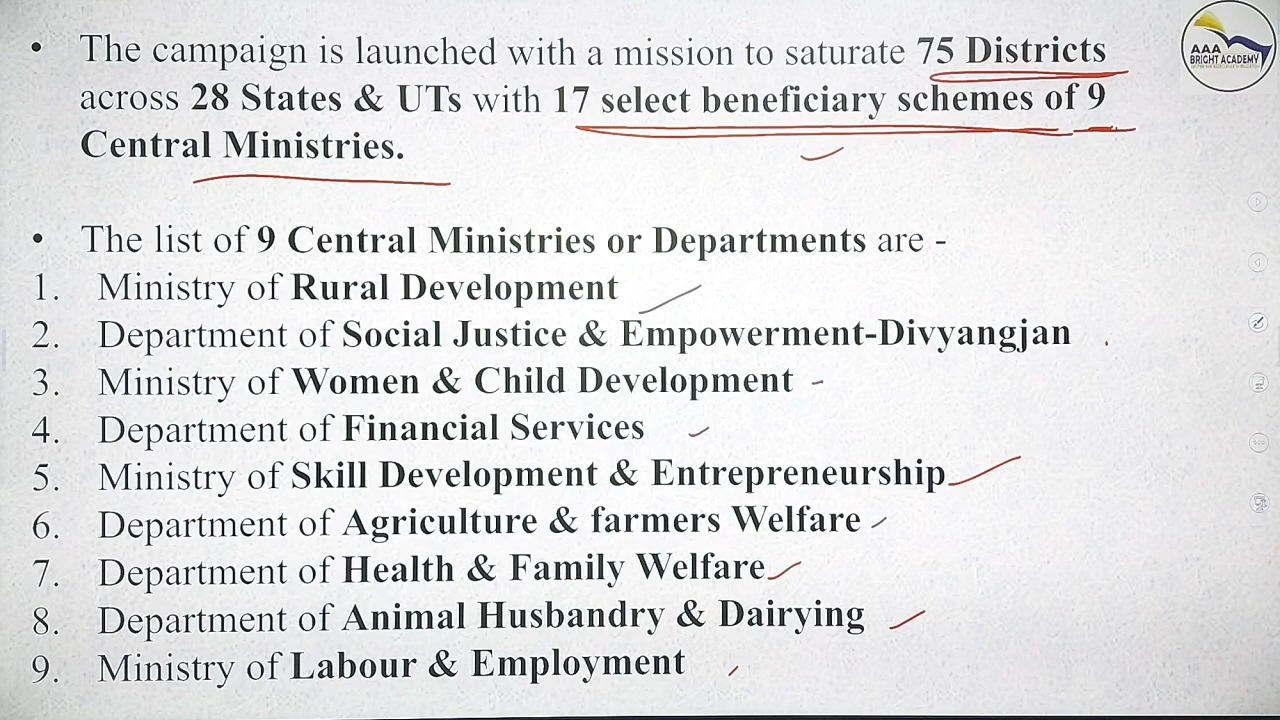 • The campaign is launched with a mission to saturate 75 Districts
across 28 States & UTs with 17 select beneficiary schemes of 9
Central Ministries.
AAA
BRIGHT ACADEMY
• The list of 9 Central Ministries or Departments are -
1. Ministry of Rural Development
2. Department of Social Justice & Empowerment-Divyangjan
3. Ministry of Women & Child Development
4. Department of Financial Services
5. Ministry of Skill Development & Entrepreneurship
6. Department of Agriculture & farmers Welfare
7. Department of Health & Family Welfare
8. Department of Animal Husbandry & Dairying
9. Ministry of Labour & Employment